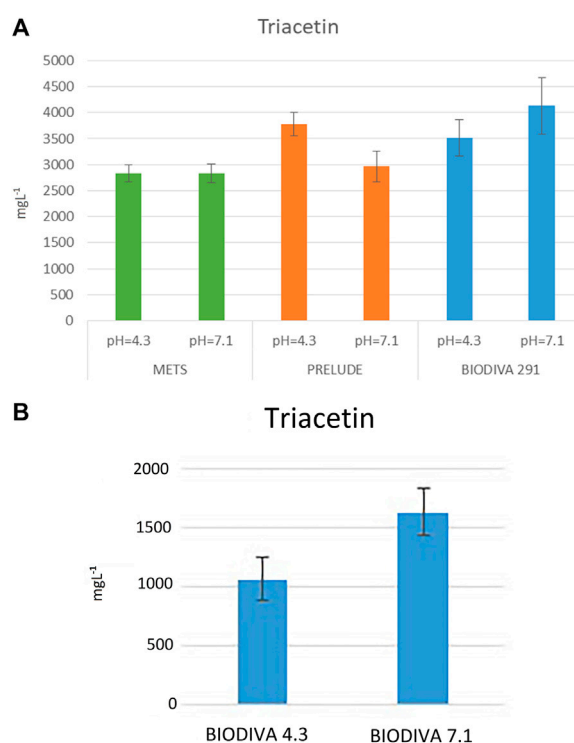 A
Triacetin
5000
4500
4000
3500
3000
2500
2000
1500
1000
500
0
mgL⁻¹
pH=4.3 pH=7.1 pH=4.3 pH=7.1 pH=4.3 pH=7.1
METS PRELUDE BIODIVA 291
B
Triacetin
2000
1500
1000
500
0
mgL⁻¹
BIODIVA 4.3 BIODIVA 7.1